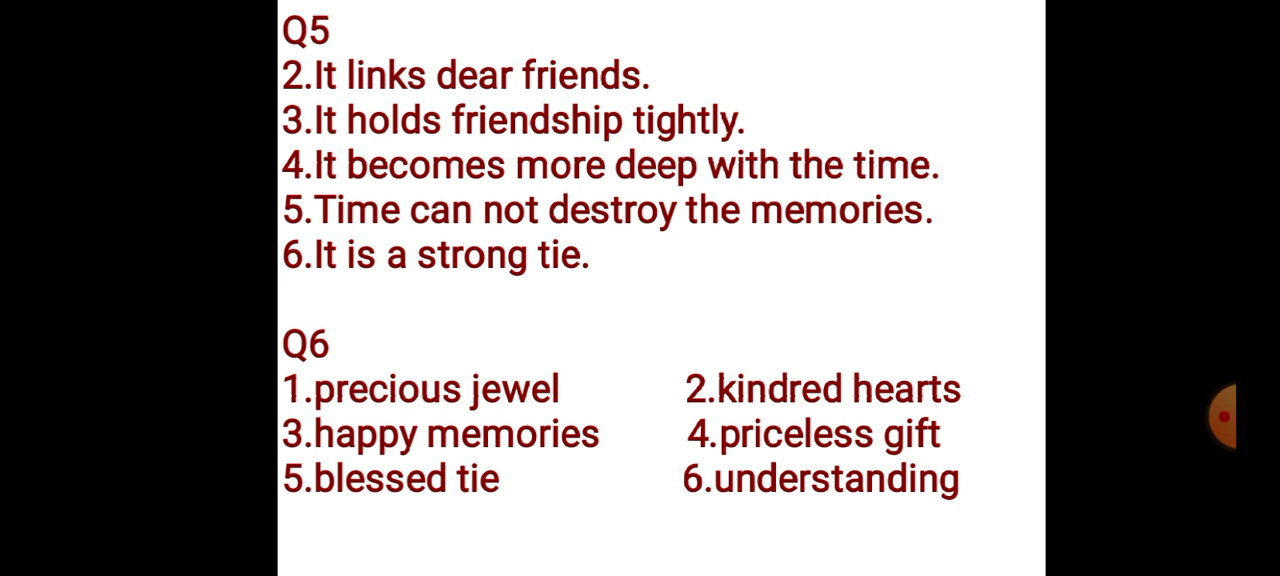 Q5
2.It links dear friends.
3.It holds friendship tightly.
4.It becomes more deep with the time.
5.Time can not destroy the memories.
6.It is a strong tie.
Q6
1.precious jewel 2.kindred hearts
3.happy memories 4.priceless gift
5.blessed tie 6.understanding